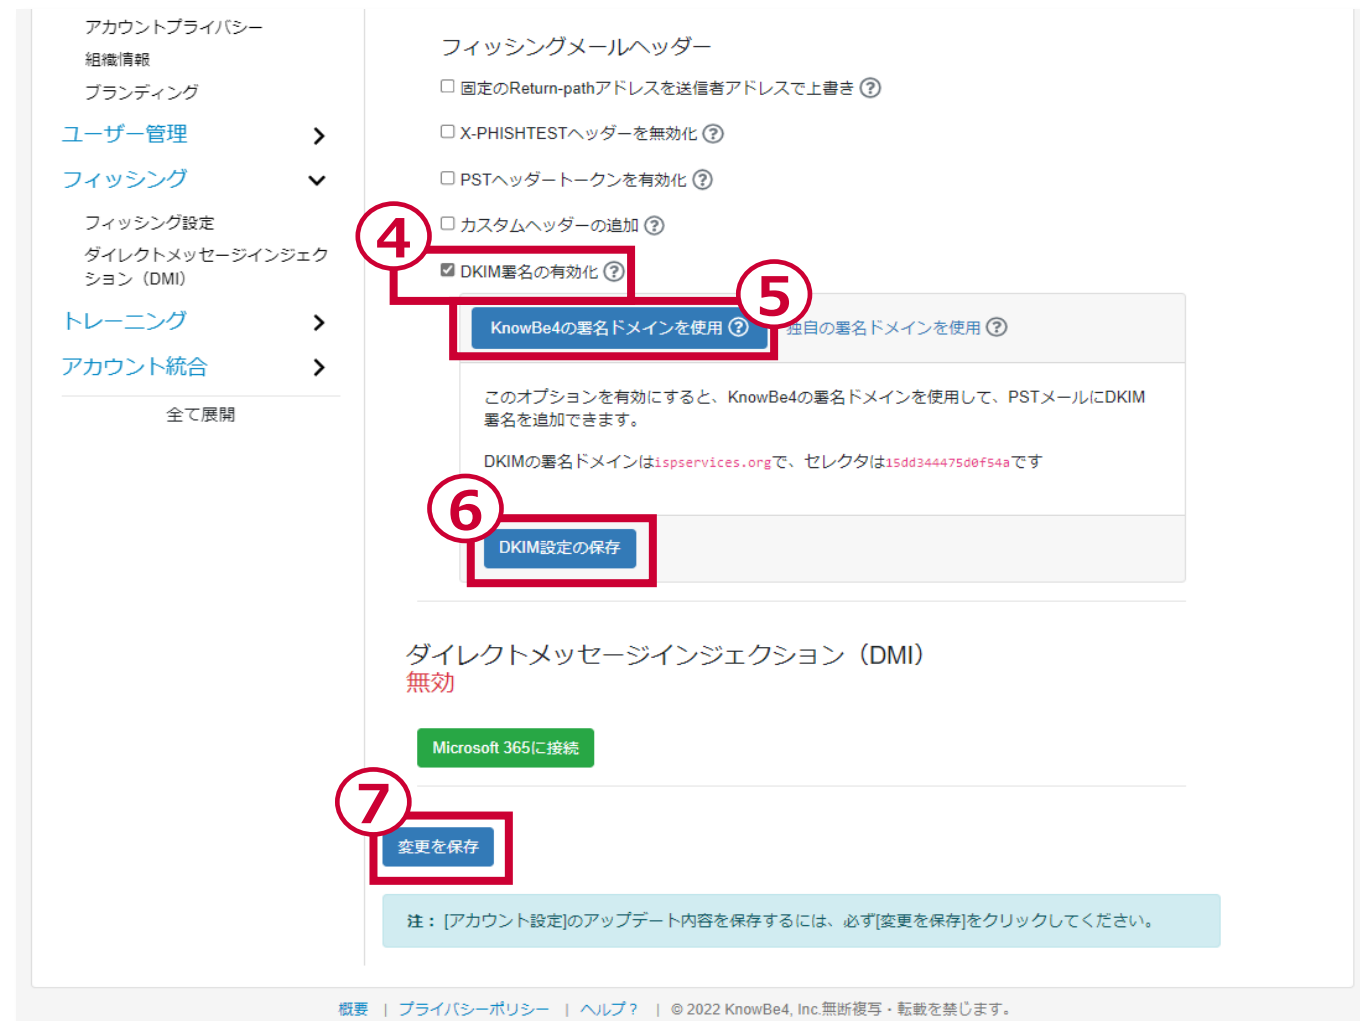 アカウントプライバシー
組織情報
ブランディング
ユーザー管理
フィッシング
フィッシング設定
ダイレクトメッセージインジェク
ション（DMI）
トレーニング
アカウント統合
全て展開
フィッシングメールヘッダー
固定のReturn-pathアドレスを送信者アドレスで上書き ?
X-PHISHTESTヘッダーを無効化 ?
PSTヘッダートークンを有効化 ?
カスタムヘッダーの追加 ?
④
DKIM署名の有効化 ?
⑤
KnowBe4の署名ドメインを使用 ?
独自の署名ドメインを使用 ?
このオプションを有効にすると、KnowBe4の署名ドメインを使用して、PSTメールにDKIM
署名を追加できます。
DKIMの署名ドメインはispservices.orgで、セレクタは15dd344475d0f54aです
⑥
DKIM設定の保存
ダイレクトメッセージインジェクション（DMI）
無効
Microsoft 365に接続
⑦
変更を保存
注： [アカウント設定]のアップデート内容を保存するには、必ず[変更を保存]をクリックしてください。
概要 | プライバシーポリシー | ヘルプ？ | © 2022 KnowBe4, Inc.無断複写・転載を禁じます。